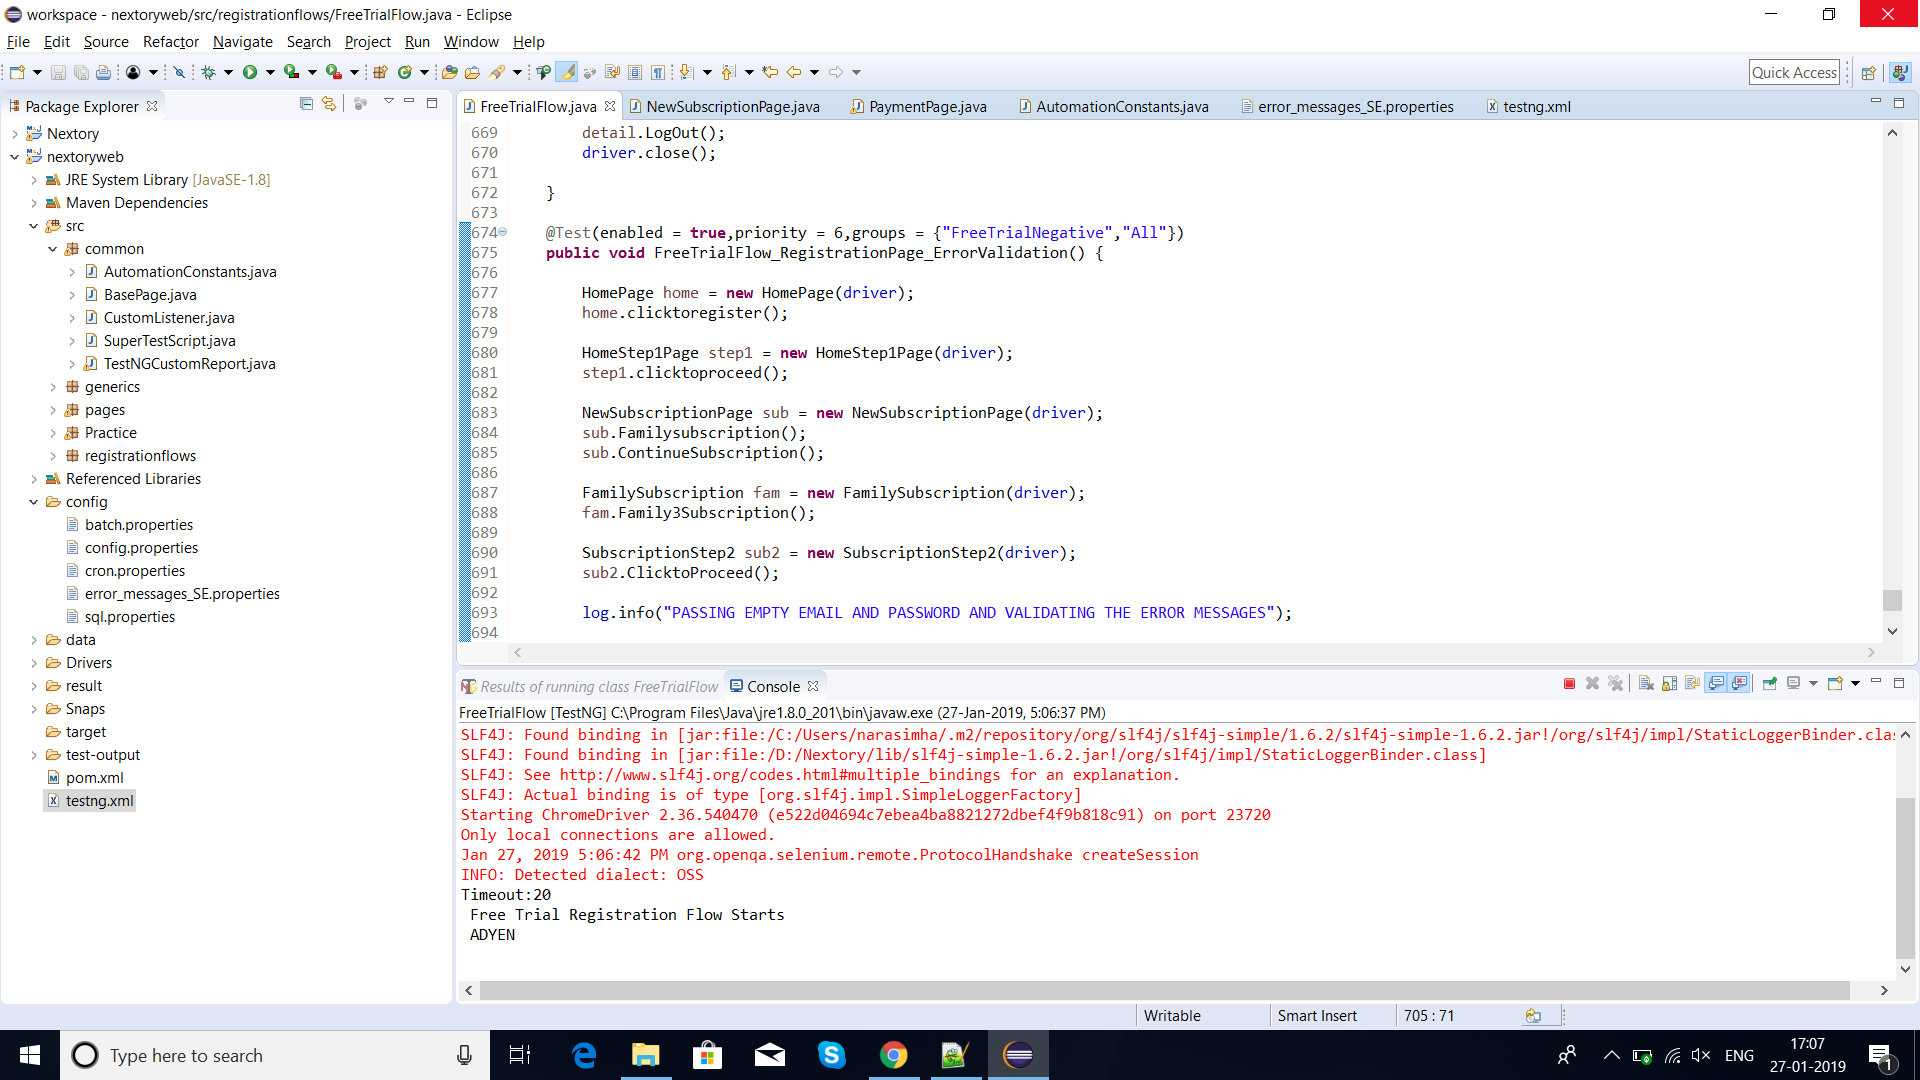 workspace - nextoryweb/src/registrationflows/FreeTrialFlow.java - Eclipse
File Edit Source Refactor Navigate Search Project Run Window Help
Quick Access
Package Explorer
FreeTrialFlow.java NewSubscriptionPage.java PaymentPage.java AutomationConstants.java error_messages_SE.properties testng.xml
Nextory
nextoryweb
JRE System Library [JavaSE-1.8]
Maven Dependencies
src
common
AutomationConstants.java
BasePage.java
CustomListener.java
SuperTestScript.java
TestNGCustomReport.java
generics
pages
Practice
registrationflows
Referenced Libraries
config
batch.properties
config.properties
cron.properties
error_messages_SE.properties
sql.properties
data
Drivers
result
Snaps
target
test-output
pom.xml
testng.xml
669 detail.LogOut();
670 driver.close();
671
672 }
673
674 @Test(enabled = true,priority = 6,groups = {"FreeTrialNegative","All"})
675 public void FreeTrialFlow_RegistrationPage_ErrorValidation() {
676
677 HomePage home = new HomePage(driver);
678 home.clicktoregister();
679
680 HomeStep1Page step1 = new HomeStep1Page(driver);
681 step1.clicktoproceed();
682
683 NewSubscriptionPage sub = new NewSubscriptionPage(driver);
684 sub.Familysubscription();
685 sub.ContinueSubscription();
686
687 FamilySubscription fam = new FamilySubscription(driver);
688 fam.Family3Subscription();
689
690 SubscriptionStep2 sub2 = new SubscriptionStep2(driver);
691 sub2.ClicktoProceed();
692
693 log.info("PASSING EMPTY EMAIL AND PASSWORD AND VALIDATING THE ERROR MESSAGES");
694
Results of running class FreeTrialFlow Console
FreeTrialFlow [TestNG] C:\Program Files\Java\jre1.8.0_201\bin\javaw.exe (27-Jan-2019, 5:06:37 PM)
SLF4J: Found binding in [jar:file:/C:/Users/narasimha/.m2/repository/org/slf4j/slf4j-simple/1.6.2/slf4j-simple-1.6.2.jar!/org/slf4j/impl/StaticLoggerBinder.clas
SLF4J: Found binding in [jar:file:/D:/Nextory/lib/slf4j-simple-1.6.2.jar!/org/slf4j/impl/StaticLoggerBinder.class]
SLF4J: See http://www.slf4j.org/codes.html#multiple_bindings for an explanation.
SLF4J: Actual binding is of type [org.slf4j.impl.SimpleLoggerFactory]
Starting ChromeDriver 2.36.540470 (e522d04694c7ebea4ba8821272dbef4f9b818c91) on port 23720
Only local connections are allowed.
Jan 27, 2019 5:06:42 PM org.openqa.selenium.remote.ProtocolHandshake createSession
INFO: Detected dialect: OSS
Timeout:20
Free Trial Registration Flow Starts
ADYEN
Writable Smart Insert 705 : 71
Type here to search
ENG
17:07
27-01-2019
1